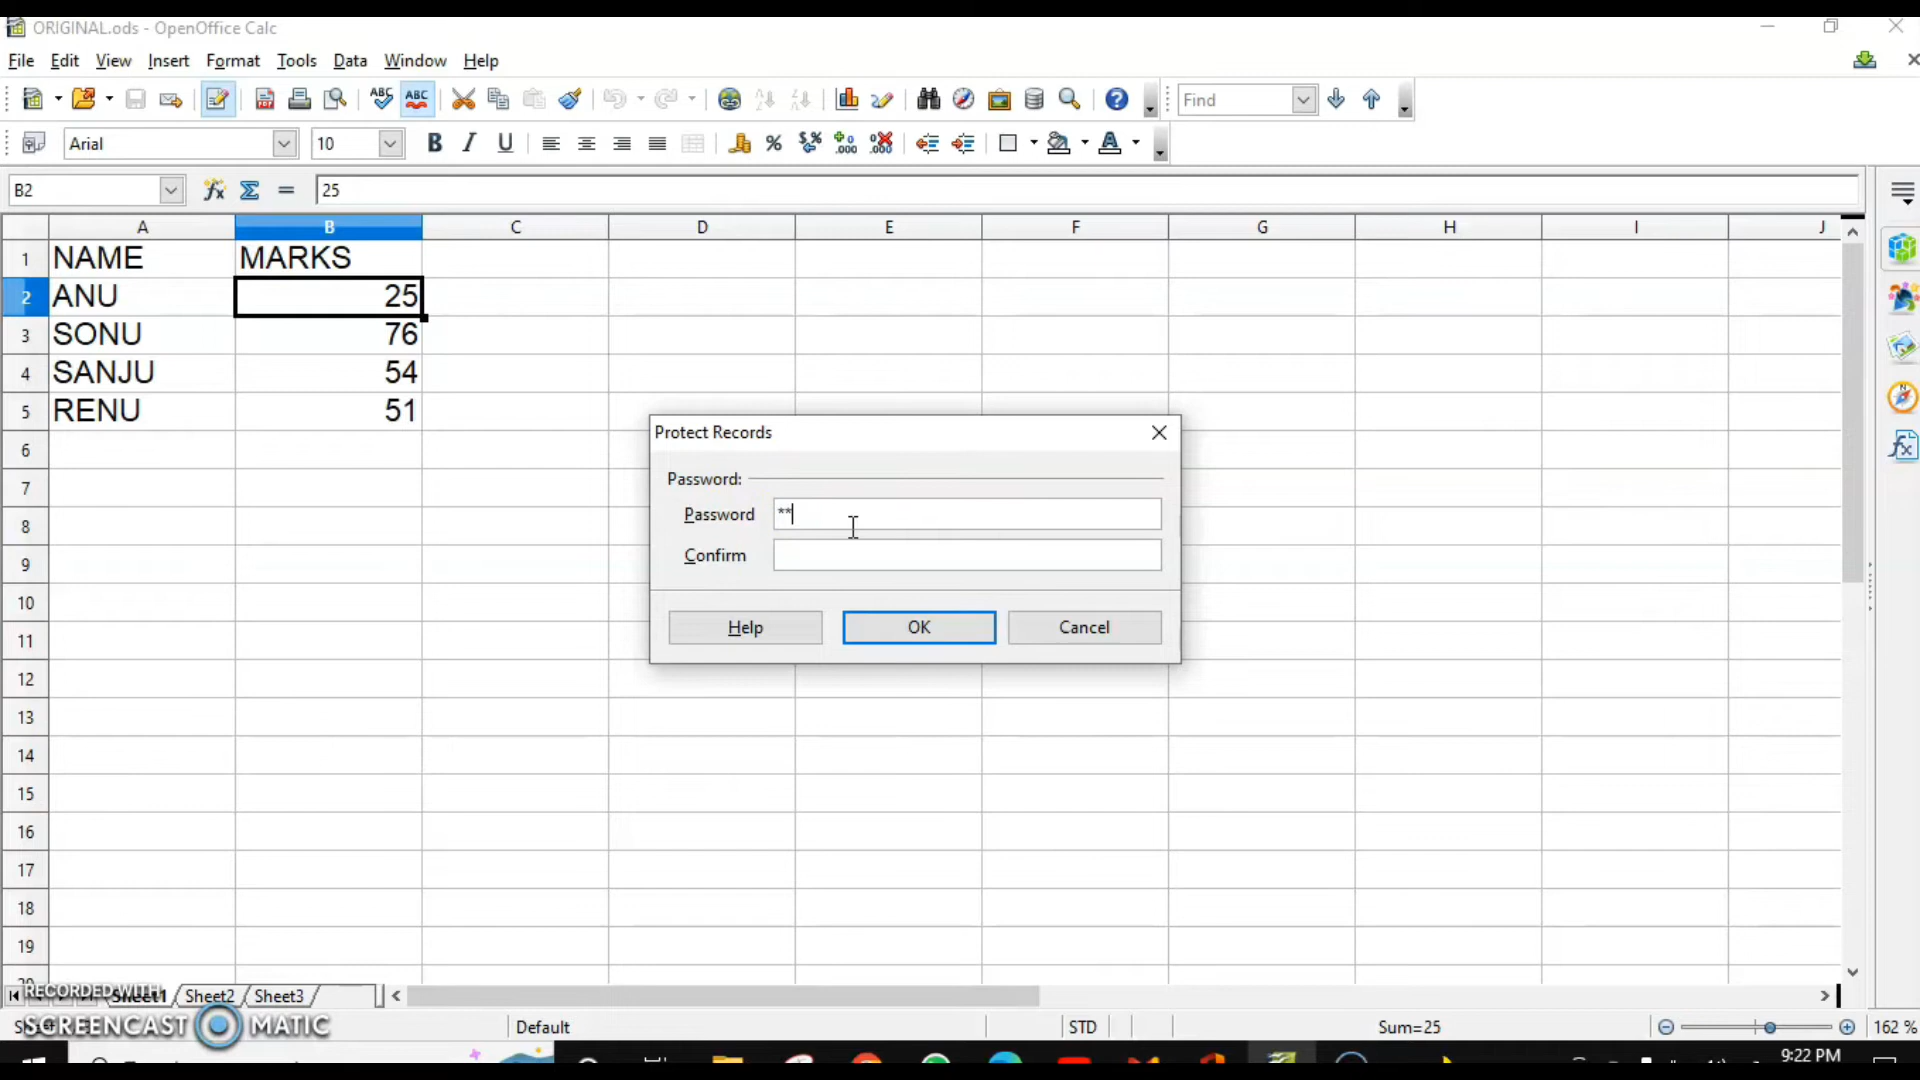 ORIGINAL.ods - OpenOffice Calc
File Edit View Insert Format Tools Data Window Help
Find
Arial 10
B2 25
A B C D E F G H I J
1 NAME MARKS
2 ANU 25
3 SONU 76
4 SANJU 54
5 RENU 51
6
7
8
9
10
11
12
13
14
15
16
17
18
19
Protect Records
Password:
Password **
Confirm
Help OK Cancel
Sheet1 Sheet2 Sheet3
RECORDED WITH
SCREENCAST MATIC
Default STD Sum=25 162 %
9:22 PM